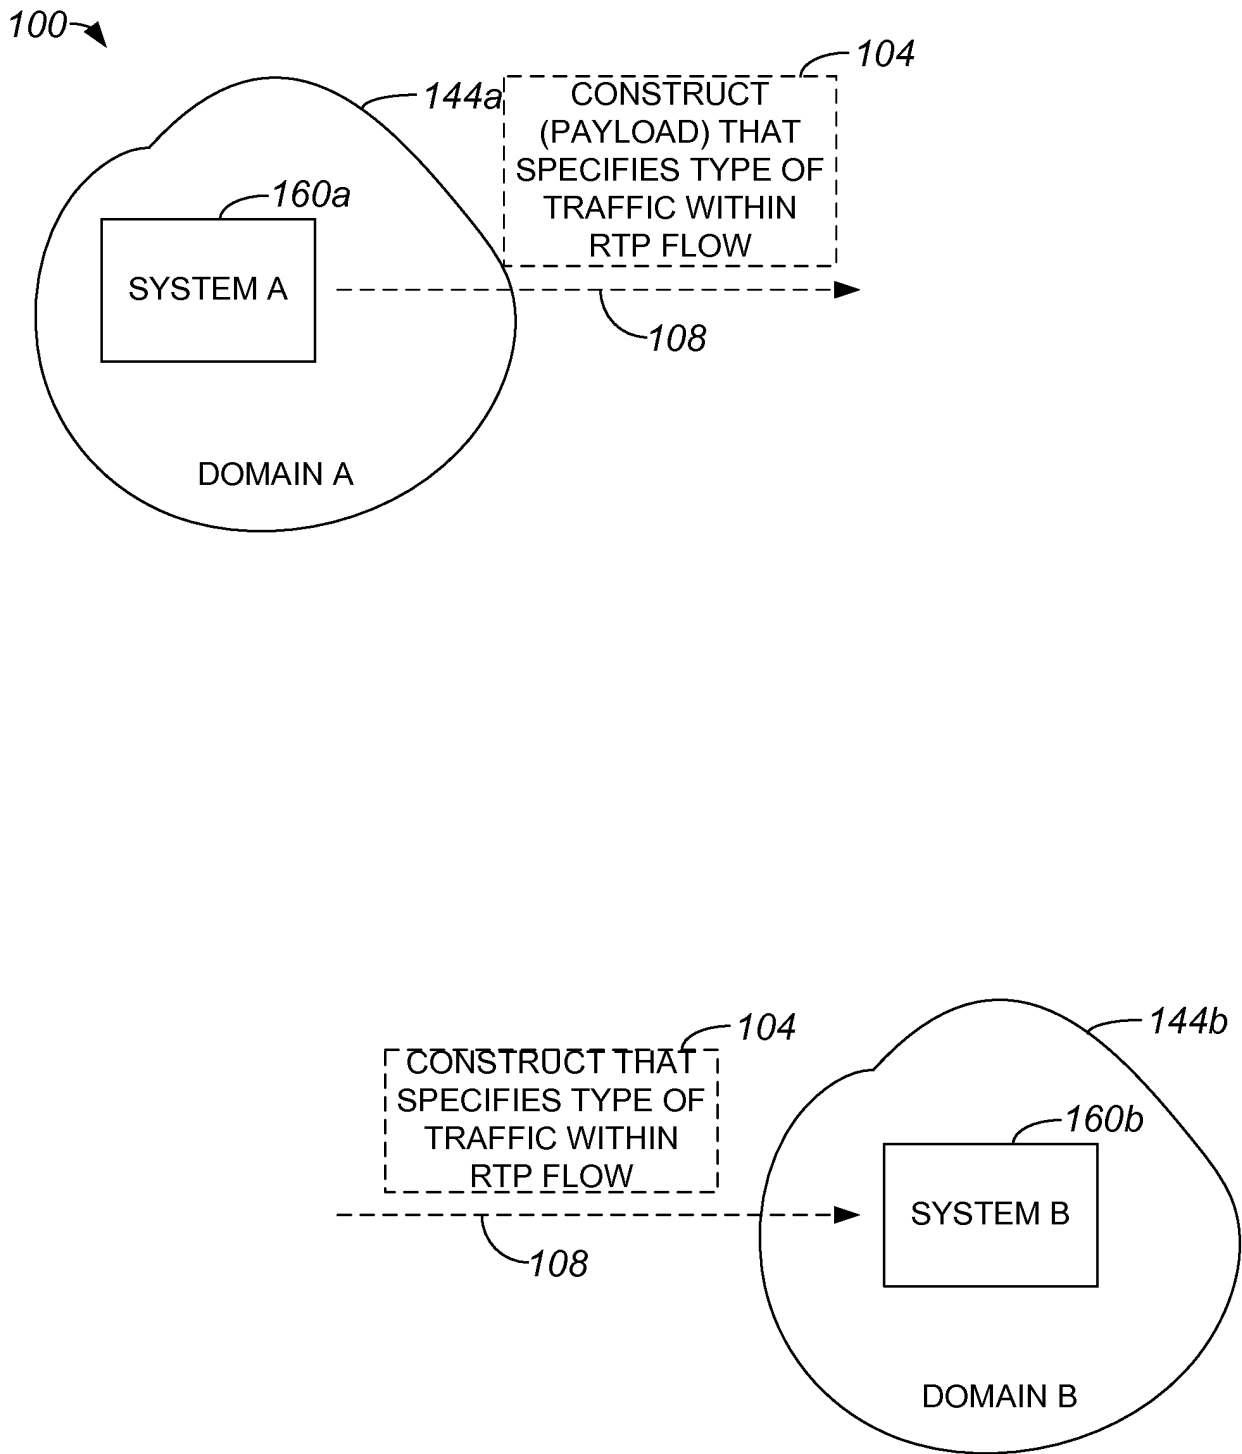 100
104
144a
CONSTRUCT
(PAYLOAD) THAT
SPECIFIES TYPE OF
TRAFFIC WITHIN
RTP FLOW
160a
SYSTEM A
108
DOMAIN A
104
144b
CONSTRUCT THAT
SPECIFIES TYPE OF
TRAFFIC WITHIN
RTP FLOW
160b
SYSTEM B
108
DOMAIN B